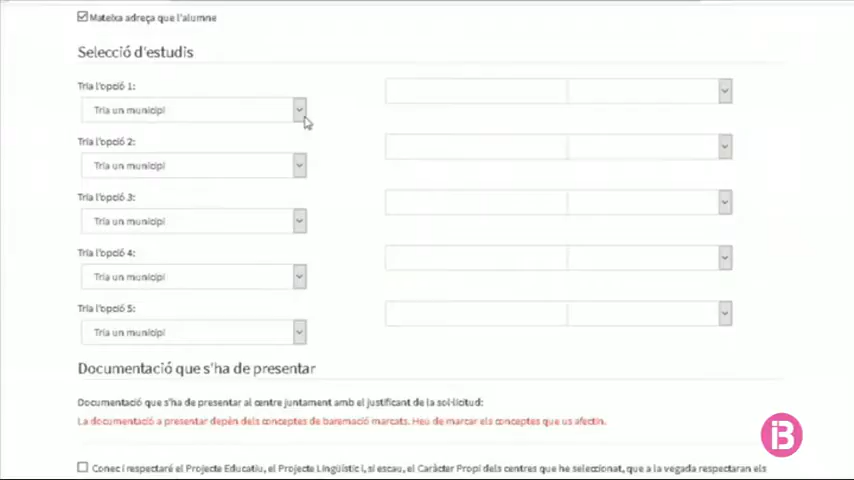 Mateixa adreça que l'alumne
Selecció d'estudis
Tria l'opció 1:
Tria un municipi
Tria l'opció 2:
Tria un municipi
Tria l'opció 3:
Tria un municipi
Tria l'opció 4:
Tria un municipi
Tria l'opció 5:
Tria un municipi
Documentació que s'ha de presentar
Documentació que s'ha de presentar al centre juntament amb el justificant de la sol·licitud:
La documentació a presentar depèn dels conceptes de baremació marcats. Heu de marcar els conceptes que us afectin.
Conec i respectaré el Projecte Educatiu, el Projecte Lingüístic i, si escau, el Caràcter Propi dels centres que he seleccionat, que a la vegada respectaran els